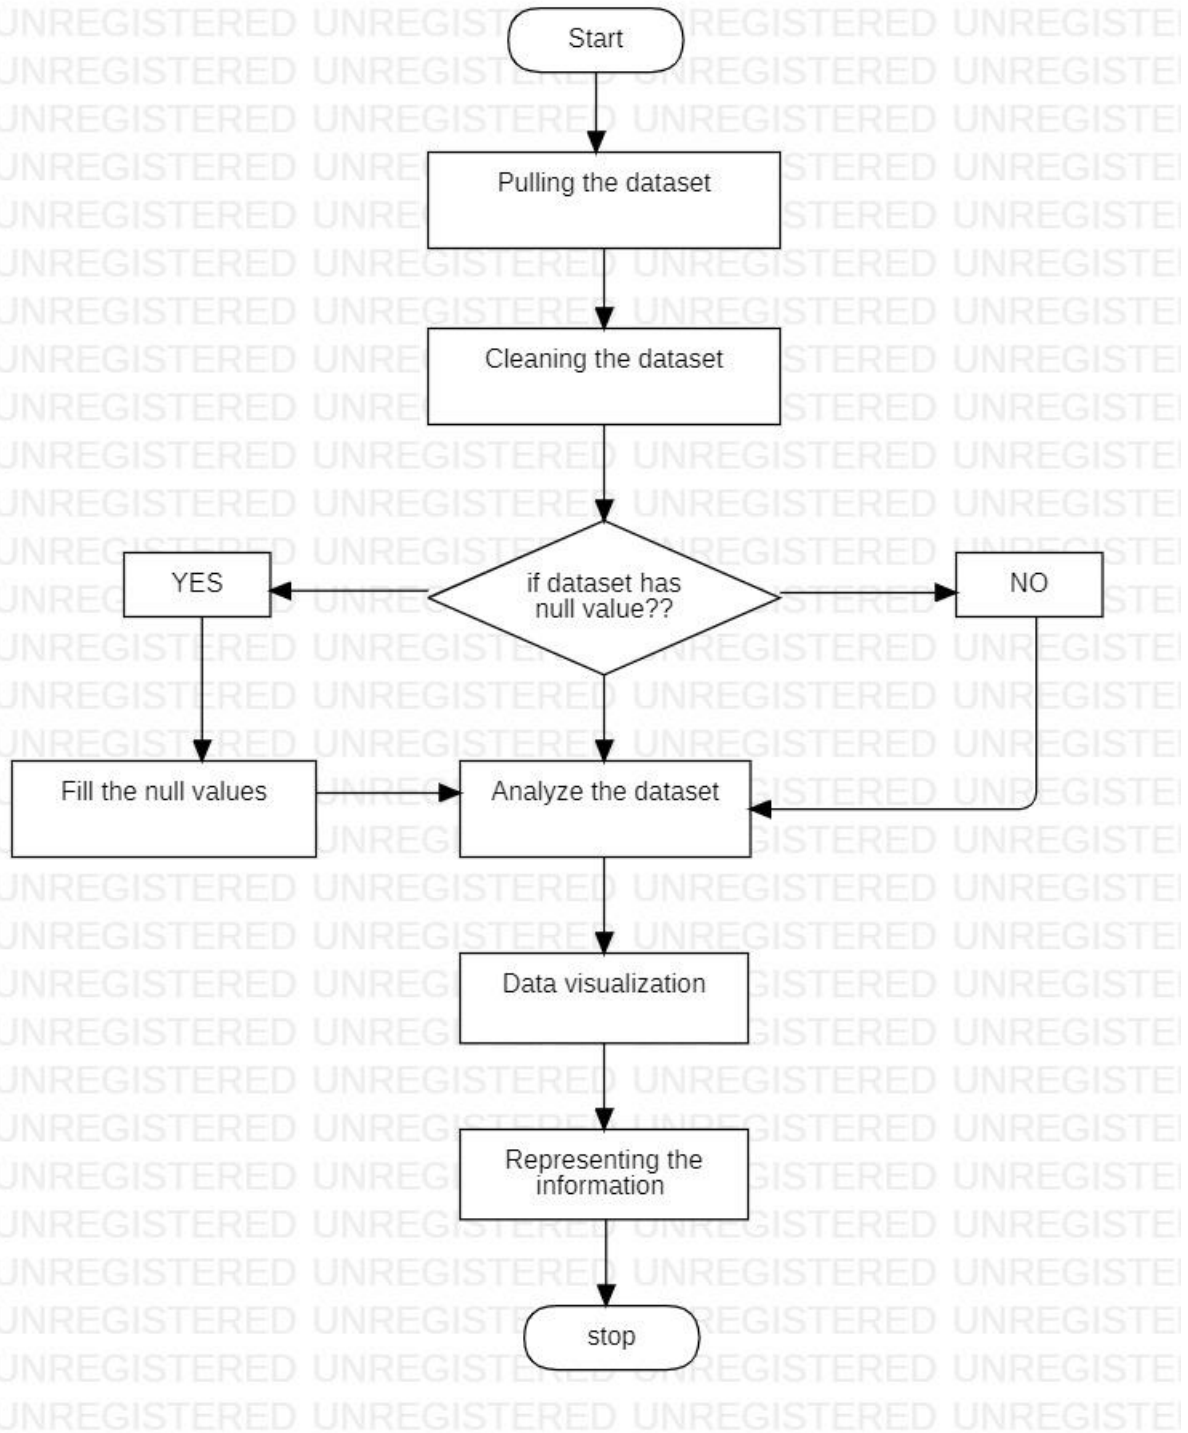 Start
Pulling the dataset
Cleaning the dataset
if dataset has
null value??
YES
NO
Fill the null values
Analyze the dataset
Data visualization
Representing the
information
stop
UNREGISTERED